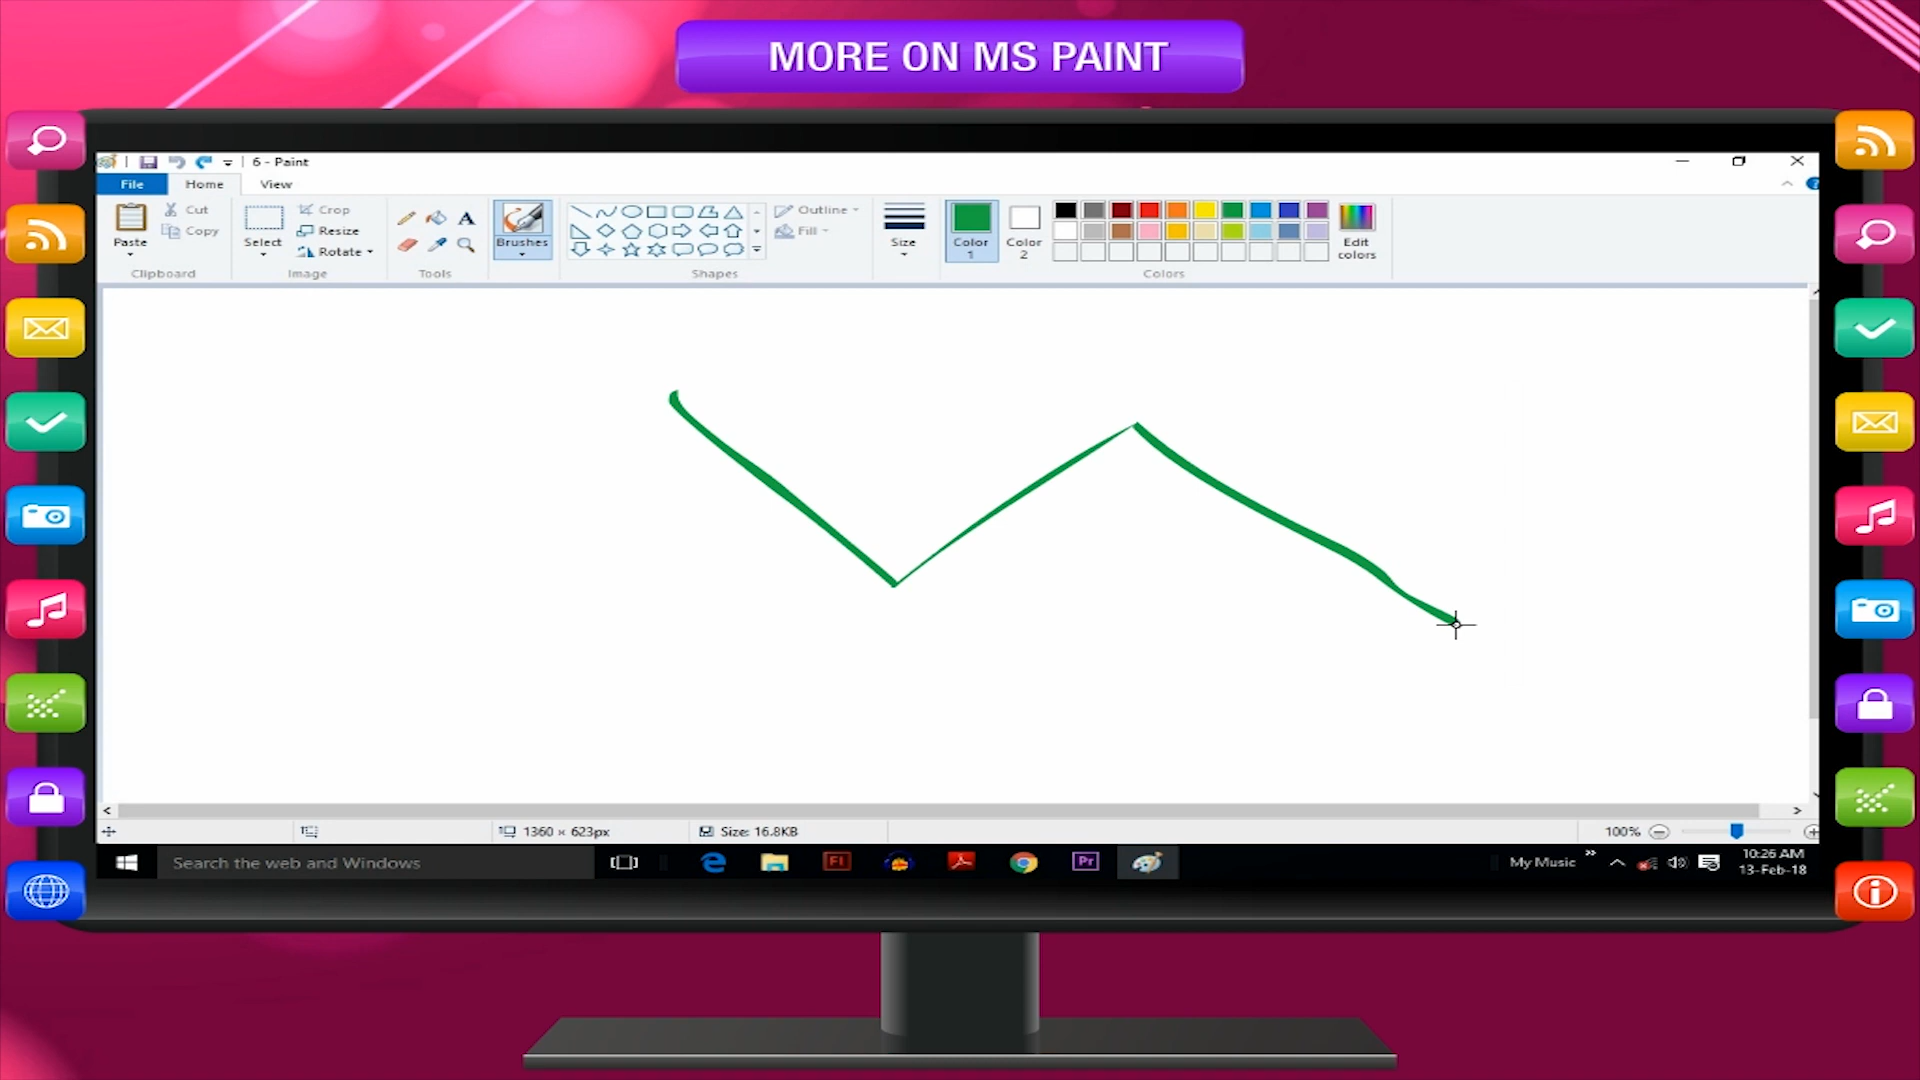 MORE ON MS PAINT
6 - Paint
File Home View
Paste Cut Copy Clipboard
Select Crop Resize Rotate Image
A Tools
Brushes
Shapes
Outline Fill
Size
Color 1 Color 2
Edit colors
Colors
1360 × 623px Size: 16.8KB 100%
Search the web and Windows
Fl Pr
My Music
10:26 AM
13-Feb-18